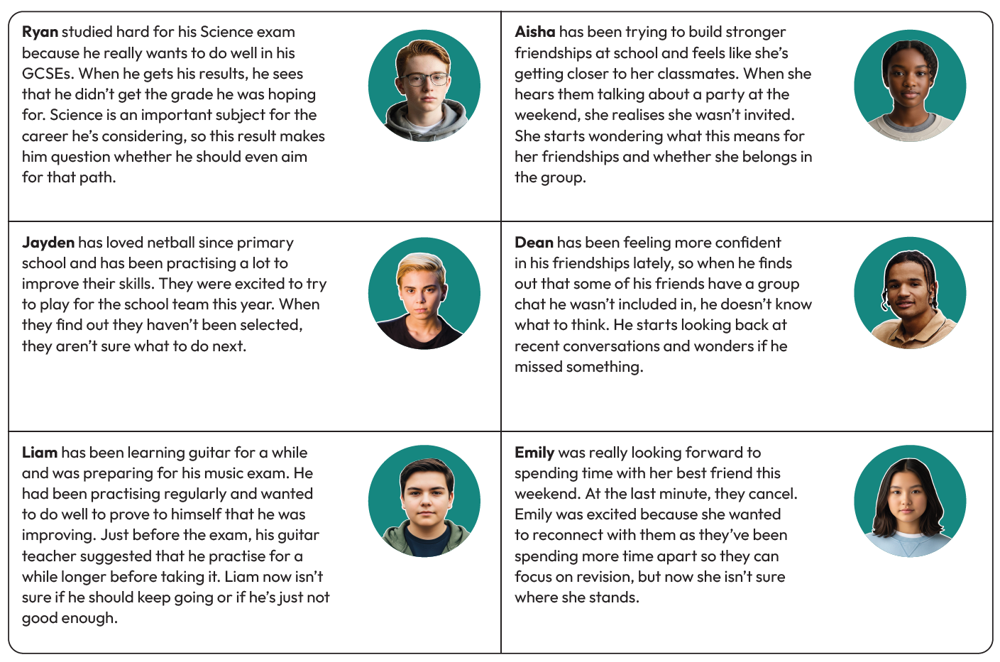 Ryan studied hard for his Science exam
because he really wants to do well in his
GCSEs. When he gets his results, he sees
that he didn’t get the grade he was hoping
for. Science is an important subject for the
career he’s considering, so this result makes
him question whether he should even aim
for that path.
Aisha has been trying to build stronger
friendships at school and feels like she’s
getting closer to her classmates. When she
hears them talking about a party at the
weekend, she realises she wasn’t invited.
She starts wondering what this means for
her friendships and whether she belongs in
the group.
Jayden has loved netball since primary
school and has been practising a lot to
improve their skills. They were excited to try
to play for the school team this year. When
they find out they haven’t been selected,
they aren’t sure what to do next.
Dean has been feeling more confident
in his friendships lately, so when he finds
out that some of his friends have a group
chat he wasn’t included in, he doesn’t know
what to think. He starts looking back at
recent conversations and wonders if he
missed something.
Liam has been learning guitar for a while
and was preparing for his music exam. He
had been practising regularly and wanted
to do well to prove to himself that he was
improving. Just before the exam, his guitar
teacher suggested that he practise for a
while longer before taking it. Liam now isn’t
sure if he should keep going or if he’s just not
good enough.
Emily was really looking forward to
spending time with her best friend this
weekend. At the last minute, they cancel.
Emily was excited because she wanted
to reconnect with them as they’ve been
spending more time apart so they can
focus on revision, but now she isn’t sure
where she stands.